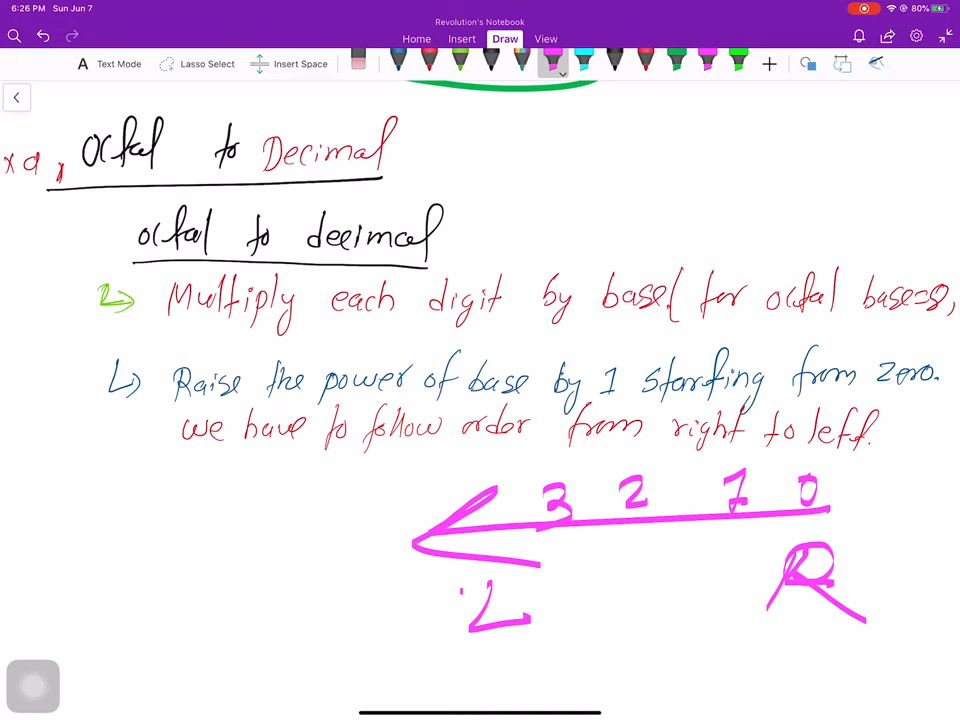 6:26 PM Sun Jun 7
80%
Revolution's Notebook
Home Insert Draw View
A Text Mode Lasso Select Insert Space
octal to Decimal
octal to decimal
Multiply each digit by base( for octal base=8,
Raise the power of base by 1 starting from zero.
we have to follow order from right to left.
3 2 1 0
L R